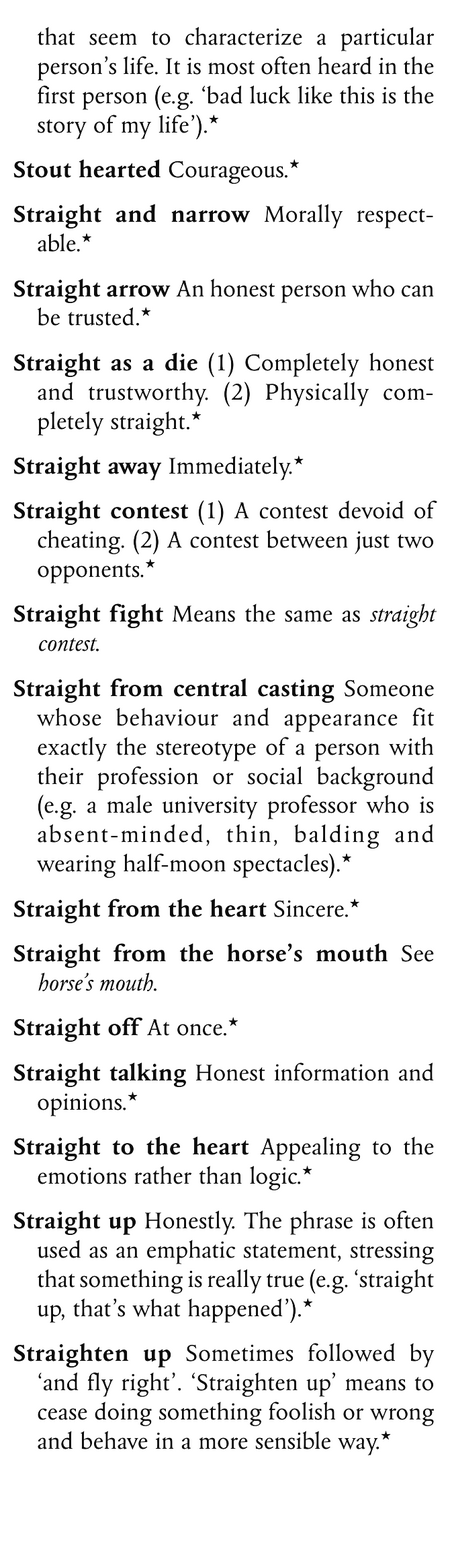 that seem to characterize a particular
person’s life. It is most often heard in the
first person (e.g. ‘bad luck like this is the
story of my life’).★
Stout hearted Courageous.★
Straight and narrow Morally respect-
able.★
Straight arrow An honest person who can
be trusted.★
Straight as a die (1) Completely honest
and trustworthy. (2) Physically com-
pletely straight.★
Straight away Immediately.★
Straight contest (1) A contest devoid of
cheating. (2) A contest between just two
opponents.★
Straight fight Means the same as straight
contest.
Straight from central casting Someone
whose behaviour and appearance fit
exactly the stereotype of a person with
their profession or social background
(e.g. a male university professor who is
absent-minded, thin, balding and
wearing half-moon spectacles).★
Straight from the heart Sincere.★
Straight from the horse’s mouth See
horse’s mouth.
Straight off At once.★
Straight talking Honest information and
opinions.★
Straight to the heart Appealing to the
emotions rather than logic.★
Straight up Honestly. The phrase is often
used as an emphatic statement, stressing
that something is really true (e.g. ‘straight
up, that’s what happened’).★
Straighten up Sometimes followed by
‘and fly right’. ‘Straighten up’ means to
cease doing something foolish or wrong
and behave in a more sensible way.★